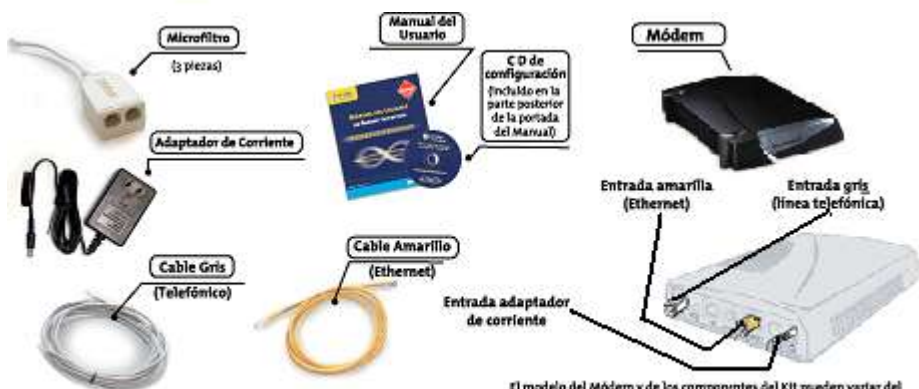 Microfiltro
(3 piezas)
Manual del
Usuario
CD de
configuración
(incluido en la
parte posterior
de la portada
del Manual)
Módem
Adaptador de Corriente
Entrada amarilla
(Ethernet)
Entrada gris
(línea telefónica)
Cable Gris
(Telefónico)
Cable Amarillo
(Ethernet)
Entrada adaptador
de corriente
El modelo del Módem y de los componentes del Kit pueden variar del